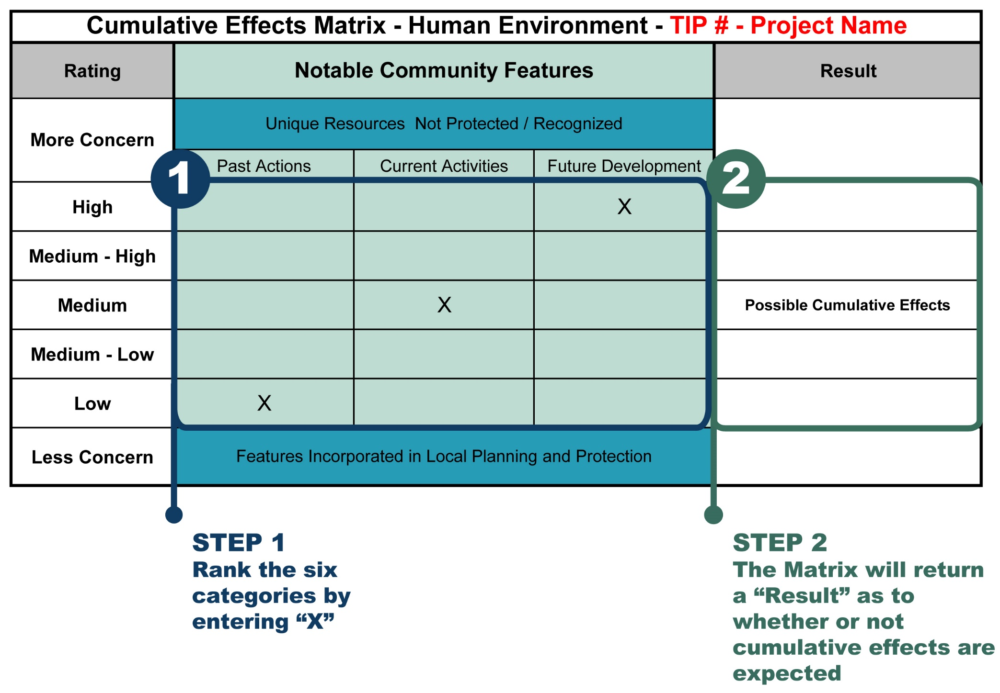 Cumulative Effects Matrix - Human Environment - TIP # - Project Name
Rating
Notable Community Features
Result
More Concern
Unique Resources  Not Protected / Recognized
1
Past Actions
Current Activities
Future Development
2
High
X
Medium - High
Medium
X
Possible Cumulative Effects
Medium - Low
Low
X
Less Concern
Features Incorporated in Local Planning and Protection
STEP 1
Rank the six
categories by
entering “X”
STEP 2
The Matrix will return
a “Result” as to
whether or not
cumulative effects are
expected